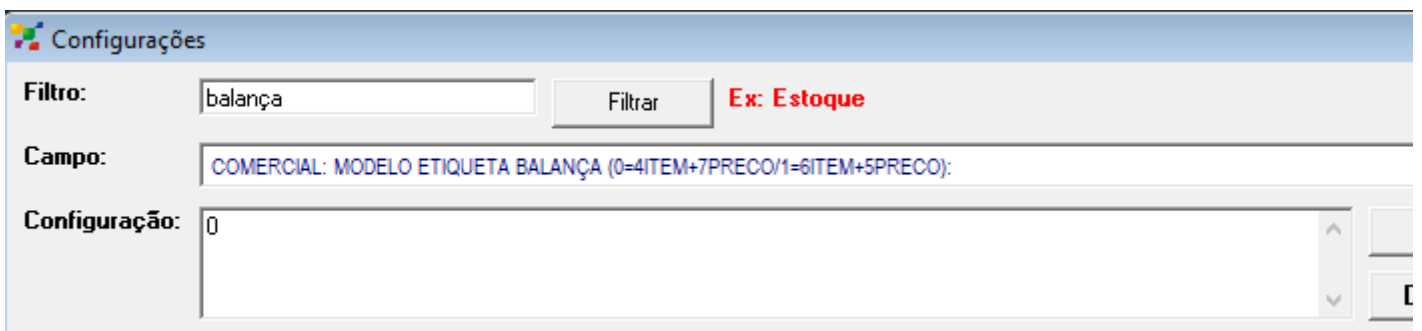 Configurações
Filtro: balança Filtrar Ex: Estoque
Campo: COMERCIAL: MODELO ETIQUETA BALANÇA (0=4ITEM+7PRECO/1=6ITEM+5PRECO):
Configuração: 0